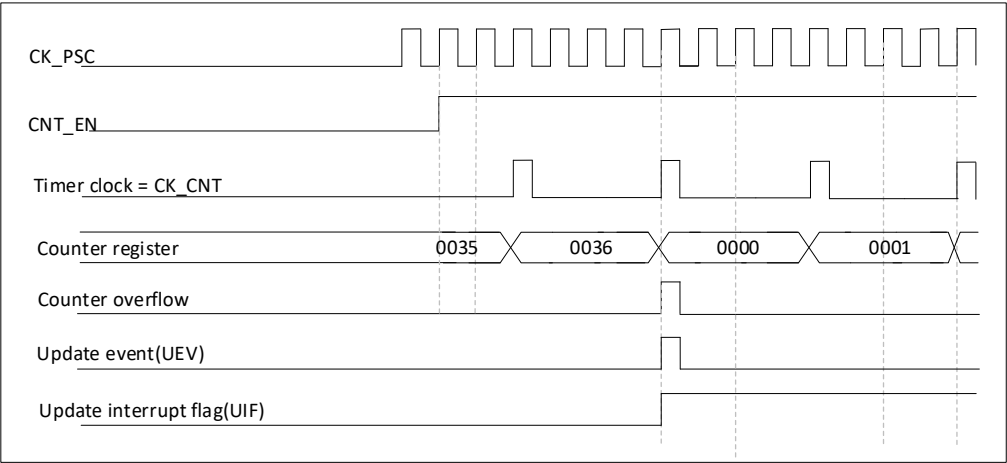 CK_PSC
CNT_EN
Timer clock = CK_CNT
Counter register 0035 0036 0000 0001
Counter overflow
Update event(UEV)
Update interrupt flag(UIF)